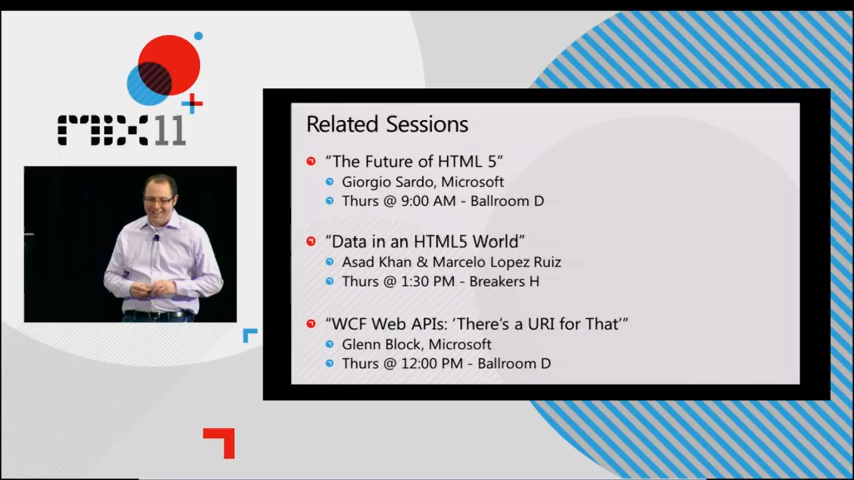 MIX11
Related Sessions
“The Future of HTML 5”
Giorgio Sardo, Microsoft
Thurs @ 9:00 AM - Ballroom D
“Data in an HTML5 World”
Asad Khan & Marcelo Lopez Ruiz
Thurs @ 1:30 PM - Breakers H
“WCF Web APIs: ‘There’s a URI for That’”
Glenn Block, Microsoft
Thurs @ 12:00 PM - Ballroom D